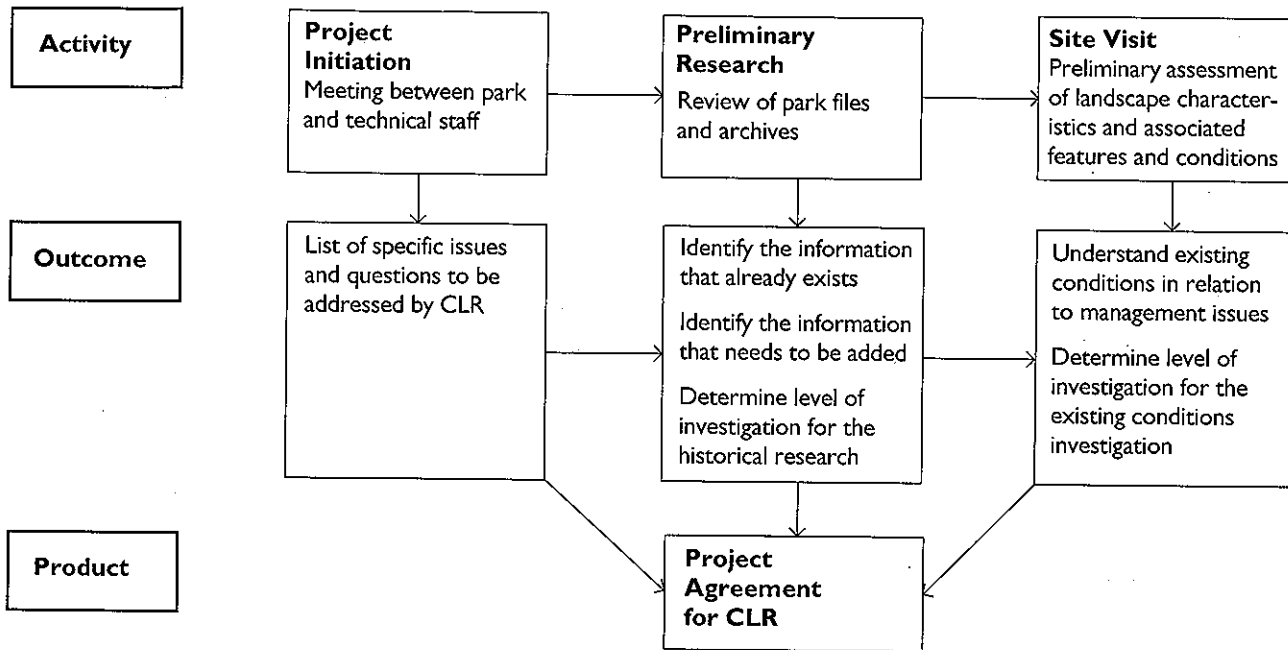 Activity
Project
Initiation
Meeting between park
and technical staff
Preliminary
Research
Review of park files
and archives
Site Visit
Preliminary assessment
of landscape character-
istics and associated
features and conditions
Outcome
List of specific issues
and questions to be
addressed by CLR
Identify the information
that already exists
Identify the information
that needs to be added
Determine level of
investigation for the
historical research
Understand existing
conditions in relation
to management issues
Determine level of
investigation for the
existing conditions
investigation
Product
Project
Agreement
for CLR